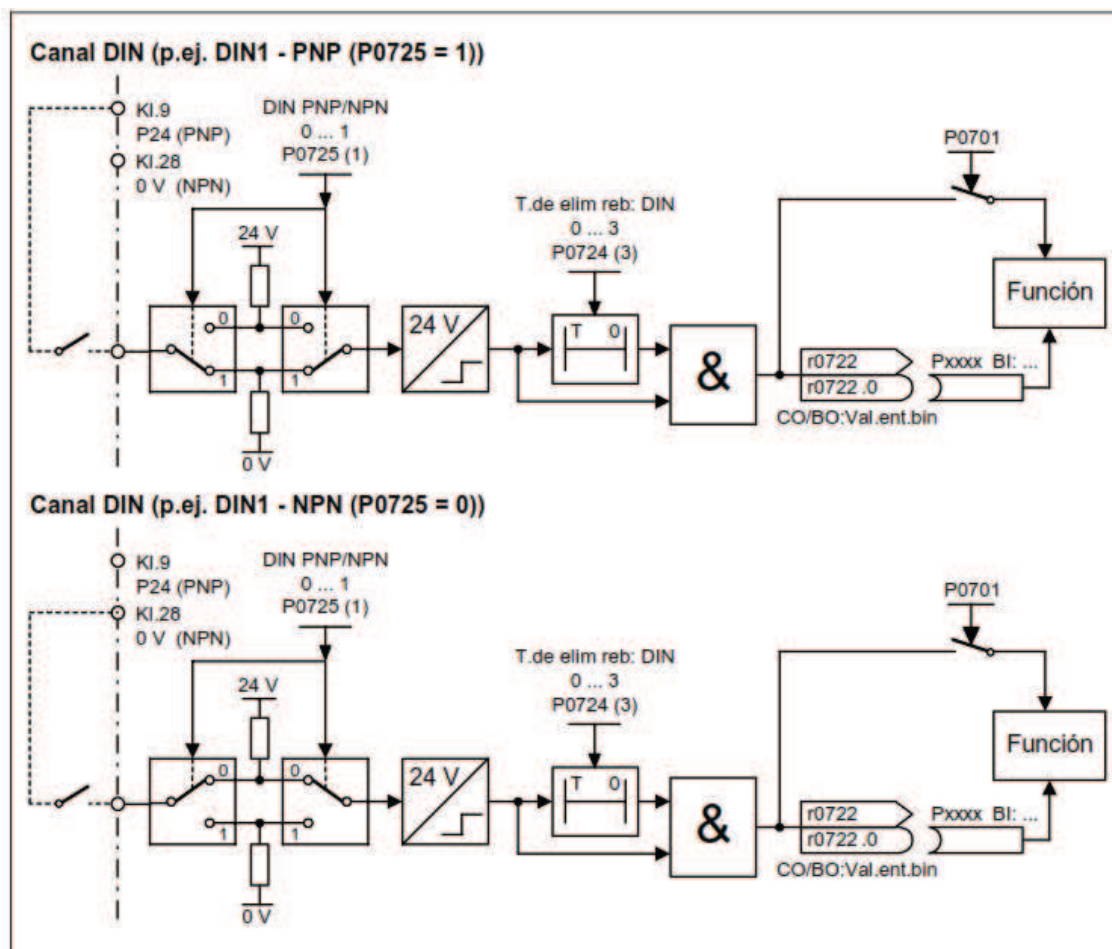 Canal DIN (p.ej. DIN1 - PNP (P0725 = 1))
Kl.9
P24 (PNP)
Kl.28
0 V (NPN)
DIN PNP/NPN
0 ... 1
P0725 (1)
P0701
T.de elim reb: DIN
0 ... 3
P0724 (3)
24 V
0
0
1
1
0 V
24 V
T 0
&
r0722
r0722 .0
Pxxxx BI: ...
CO/BO:Val.ent.bin
Función
Canal DIN (p.ej. DIN1 - NPN (P0725 = 0))
Kl.9
P24 (PNP)
Kl.28
0 V (NPN)
DIN PNP/NPN
0 ... 1
P0725 (1)
P0701
T.de elim reb: DIN
0 ... 3
P0724 (3)
24 V
0
0
1
1
0 V
24 V
T 0
&
r0722
r0722 .0
Pxxxx BI: ...
CO/BO:Val.ent.bin
Función